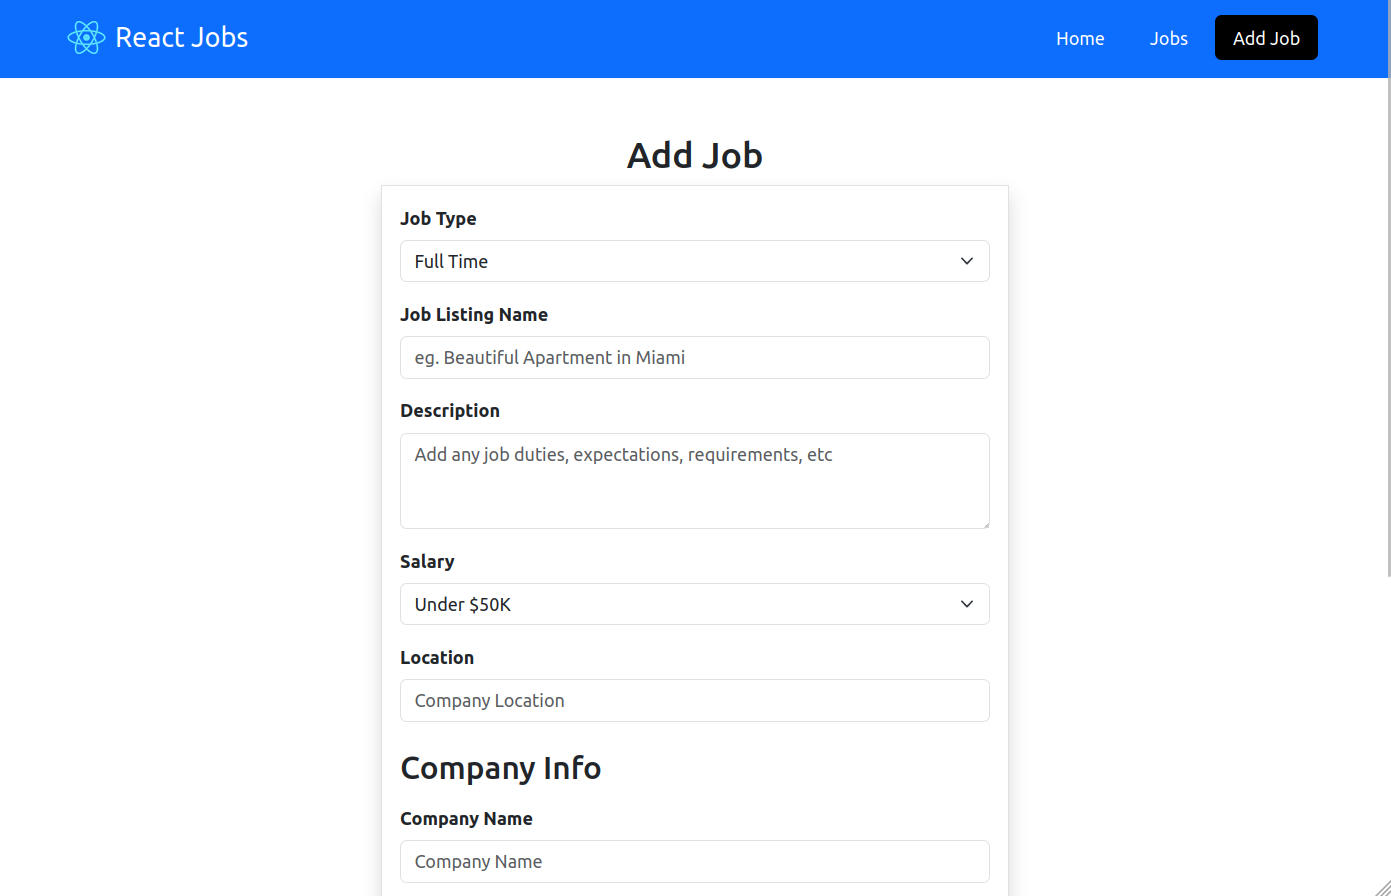 React Jobs
Home
Jobs
Add Job
Add Job
Job Type
Full Time
Job Listing Name
eg. Beautiful Apartment in Miami
Description
Add any job duties, expectations, requirements, etc
Salary
Under $50K
Location
Company Location
Company Info
Company Name
Company Name